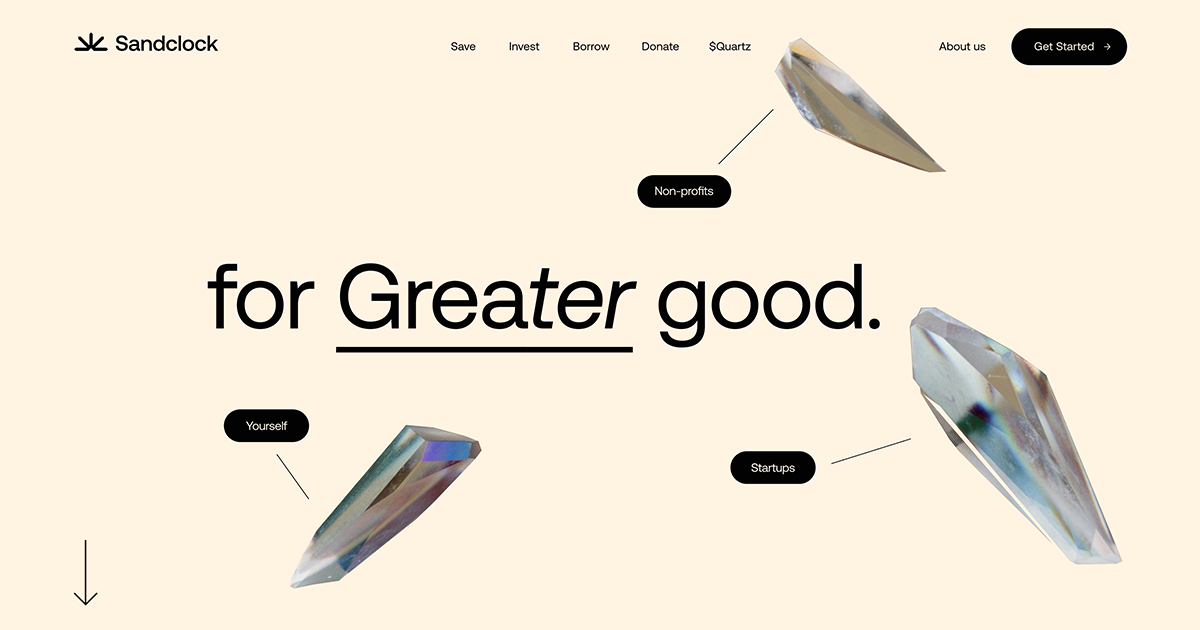 Sandclock
Save Invest Borrow Donate $Quartz About us Get Started →
Non-profits
for Greater good.
Yourself
Startups